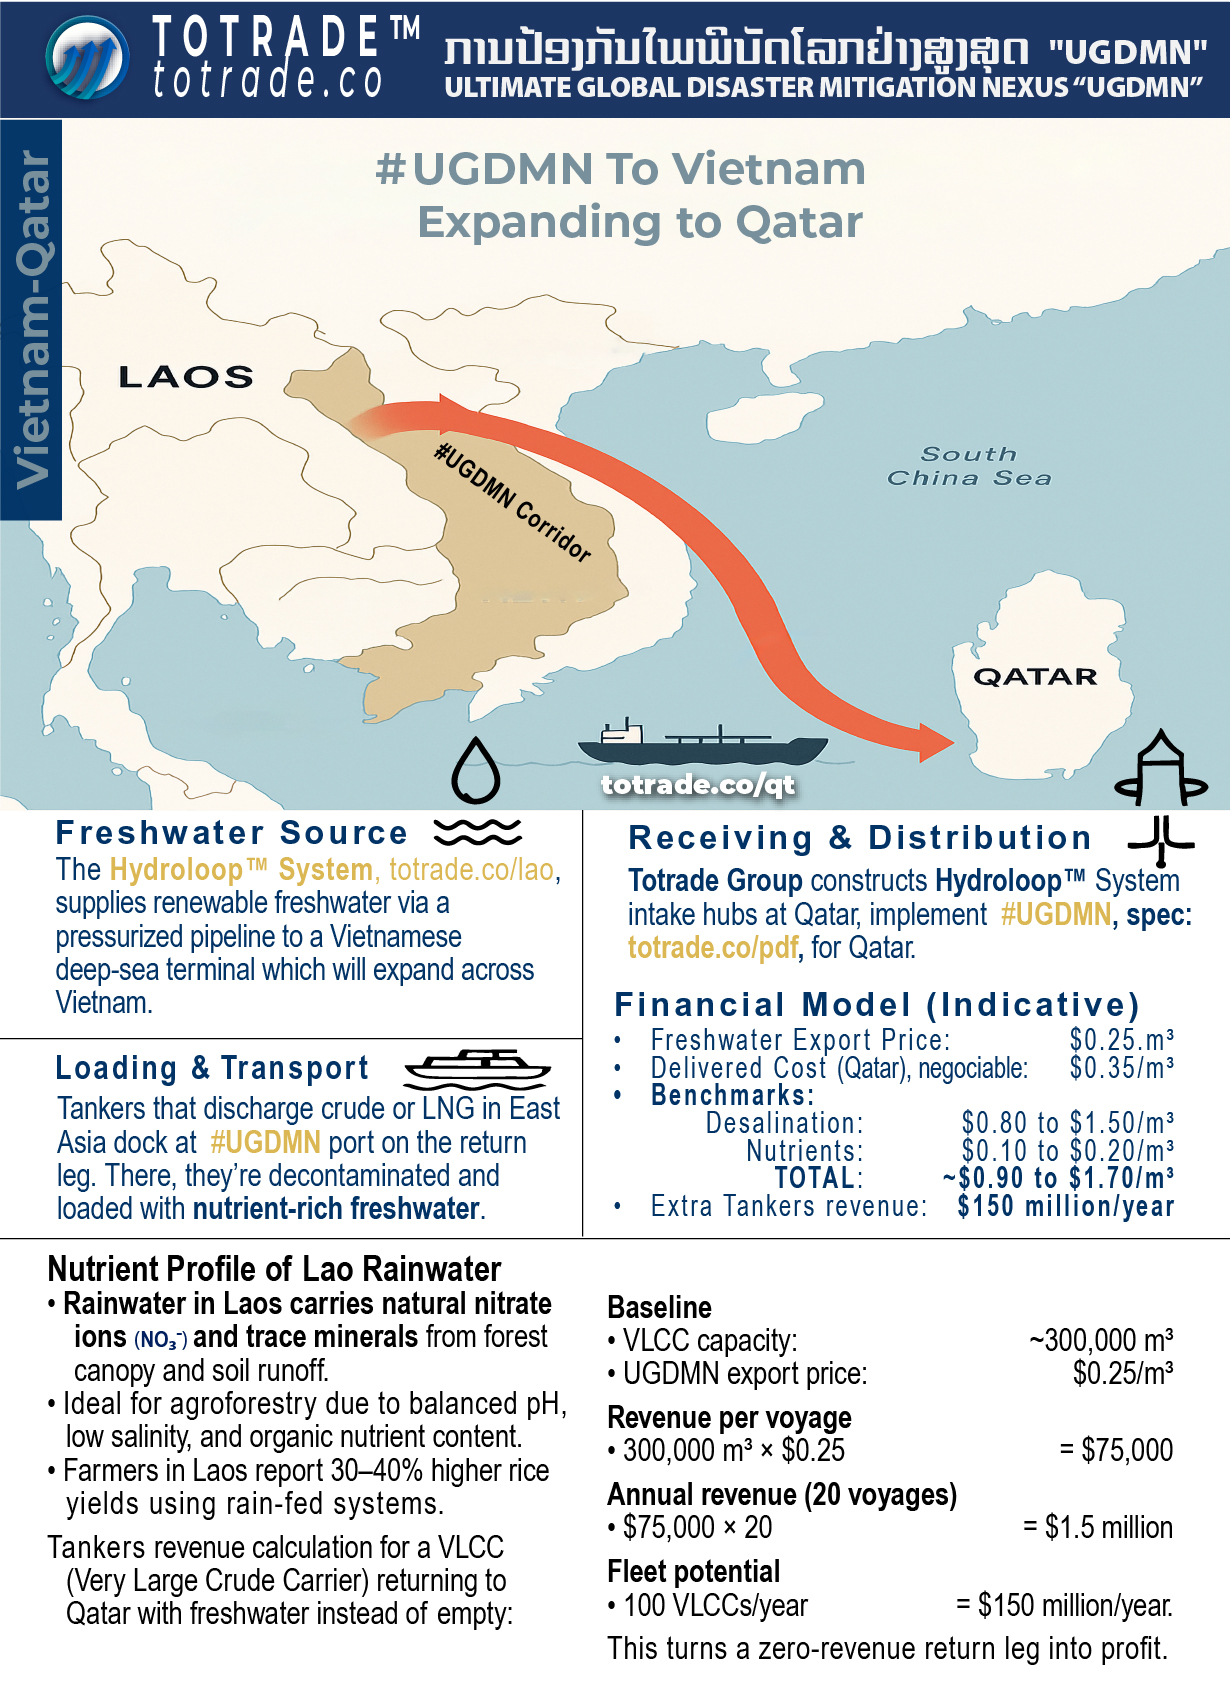 TOTRADE™
totrade.co
ການປ້ອງກັນໄພພິບັດໂລກຢ່າງສູງສຸດ "UGDMN"
ULTIMATE GLOBAL DISASTER MITIGATION NEXUS “UGDMN”
Vietnam-Qatar
#UGDMN To Vietnam
Expanding to Qatar
LAOS
#UGDMN Corridor
South
China Sea
QATAR
totrade.co/qt
Freshwater Source
The Hydroloop™ System, totrade.co/lao,
supplies renewable freshwater via a
pressurized pipeline to a Vietnamese
deep-sea terminal which will expand across
Vietnam.
Loading & Transport
Tankers that discharge crude or LNG in East
Asia dock at #UGDMN port on the return
leg. There, they’re decontaminated and
loaded with nutrient-rich freshwater.
Receiving & Distribution
Totrade Group constructs Hydroloop™ System
intake hubs at Qatar, implement #UGDMN, spec:
totrade.co/pdf, for Qatar.
Financial Model (Indicative)
• Freshwater Export Price: $0.25.m³
• Delivered Cost (Qatar), negociable: $0.35/m³
• Benchmarks:
Desalination: $0.80 to $1.50/m³
Nutrients: $0.10 to $0.20/m³
TOTAL: ~$0.90 to $1.70/m³
• Extra Tankers revenue: $150 million/year
Nutrient Profile of Lao Rainwater
• Rainwater in Laos carries natural nitrate
ions (NO₃⁻) and trace minerals from forest
canopy and soil runoff.
• Ideal for agroforestry due to balanced pH,
low salinity, and organic nutrient content.
• Farmers in Laos report 30–40% higher rice
yields using rain-fed systems.
Tankers revenue calculation for a VLCC
(Very Large Crude Carrier) returning to
Qatar with freshwater instead of empty:
Baseline
• VLCC capacity: ~300,000 m³
• UGDMN export price: $0.25/m³
Revenue per voyage
• 300,000 m³ × $0.25 = $75,000
Annual revenue (20 voyages)
• $75,000 × 20 = $1.5 million
Fleet potential
• 100 VLCCs/year = $150 million/year.
This turns a zero-revenue return leg into profit.